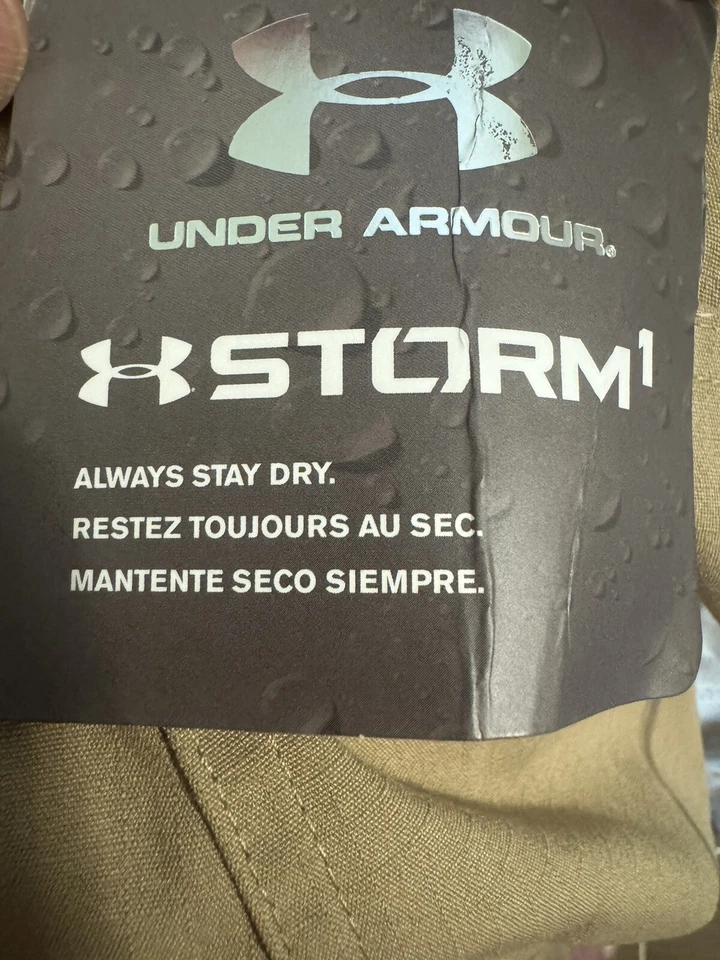 UNDER ARMOUR®
STORM1
ALWAYS STAY DRY.
RESTEZ TOUJOURS AU SEC.
MANTENTE SECO SIEMPRE.